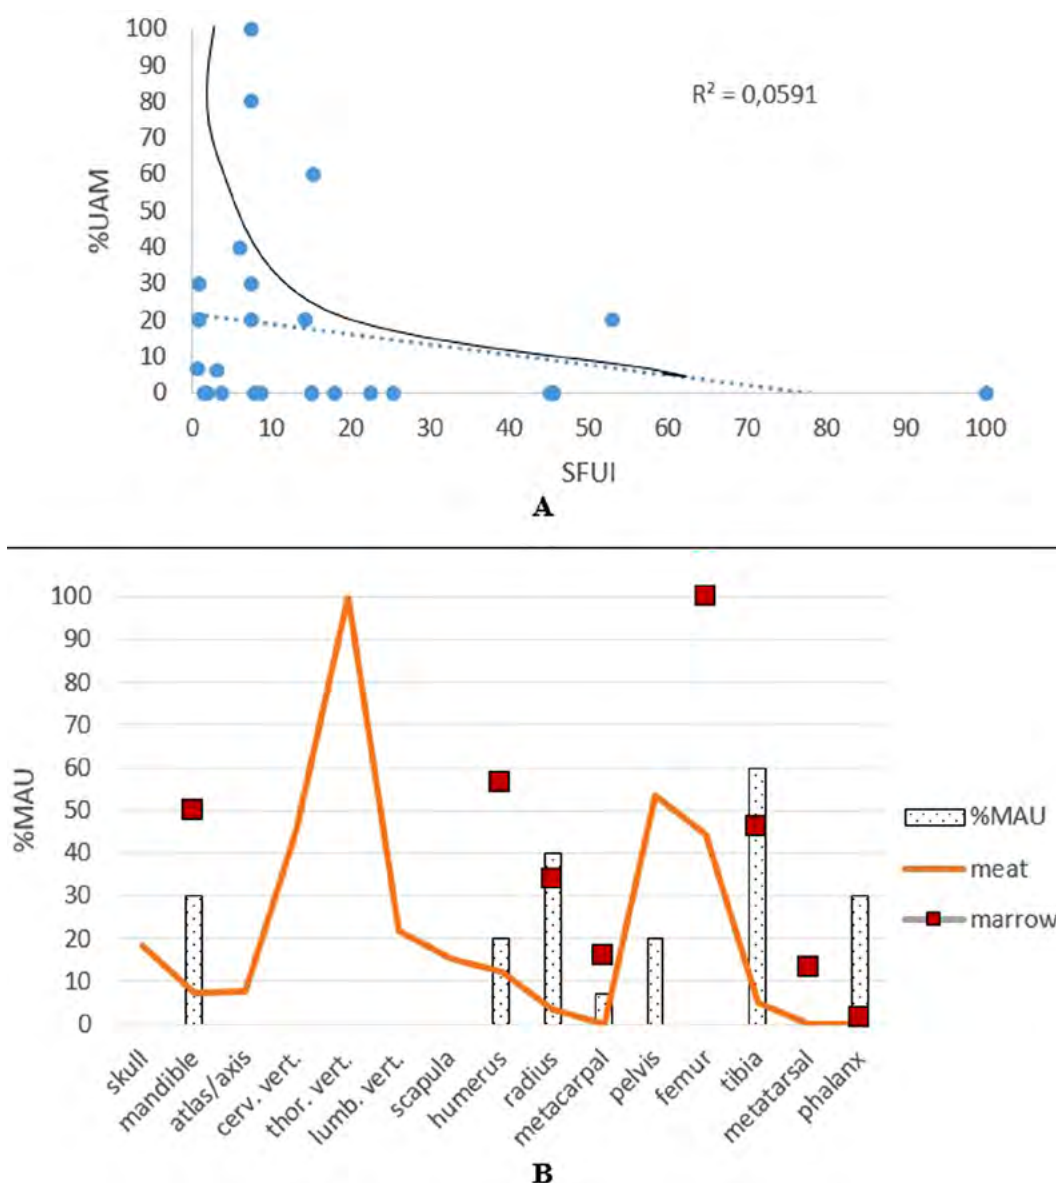 100
90
80
70
60
50
40
30
20
10
0
%UAM
R² = 0,0591
0 10 20 30 40 50 60 70 80 90 100
SFUI
A
100
90
80
70
60
50
40
30
20
10
0
%MAU
%MAU
meat
marrow
skull
mandible
atlas/axis
cerv. vert.
thor. vert.
lumb. vert.
scapula
humerus
radius
metacarpal
pelvis
femur
tibia
metatarsal
phalanx
B